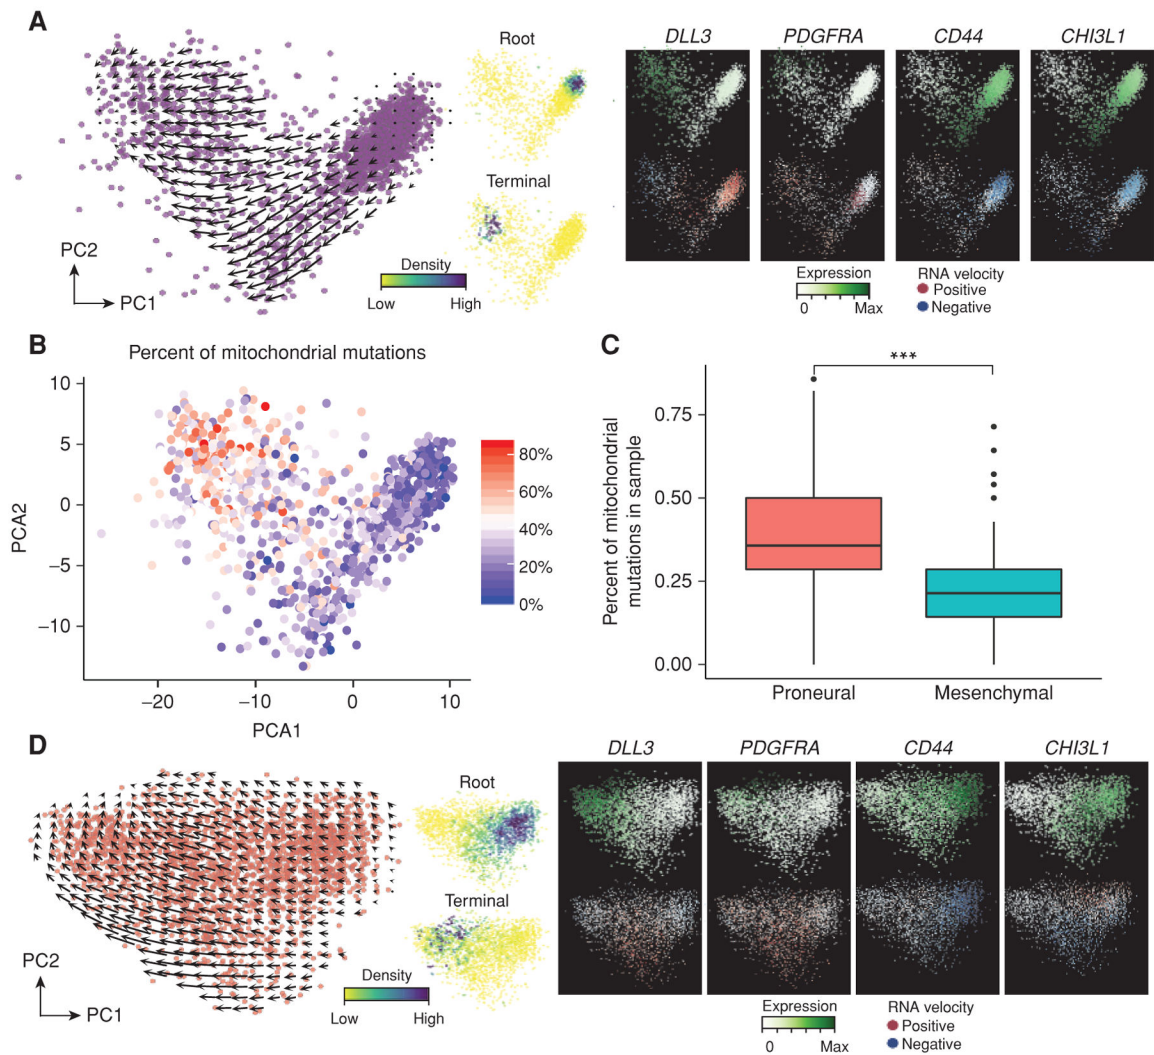 A
Root
Terminal
PC2
PC1
Density
Low High
DLL3 PDGFRA CD44 CHI3L1
Expression
0 Max
RNA velocity
Positive
Negative
B
Percent of mitochondrial mutations
10
5
0
−5
−10
PCA2
−20 −10 0 10
PCA1
80%
60%
40%
20%
0%
C
***
Percent of mitochondrial
mutations in sample
0.75
0.50
0.25
0.00
Proneural Mesenchymal
D
Root
Terminal
PC2
PC1
Density
Low High
DLL3 PDGFRA CD44 CHI3L1
Expression
0 Max
RNA velocity
Positive
Negative